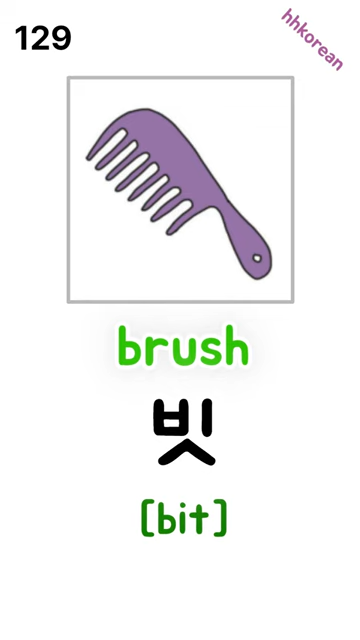 129
hhkorean
brush
빗
[bit]